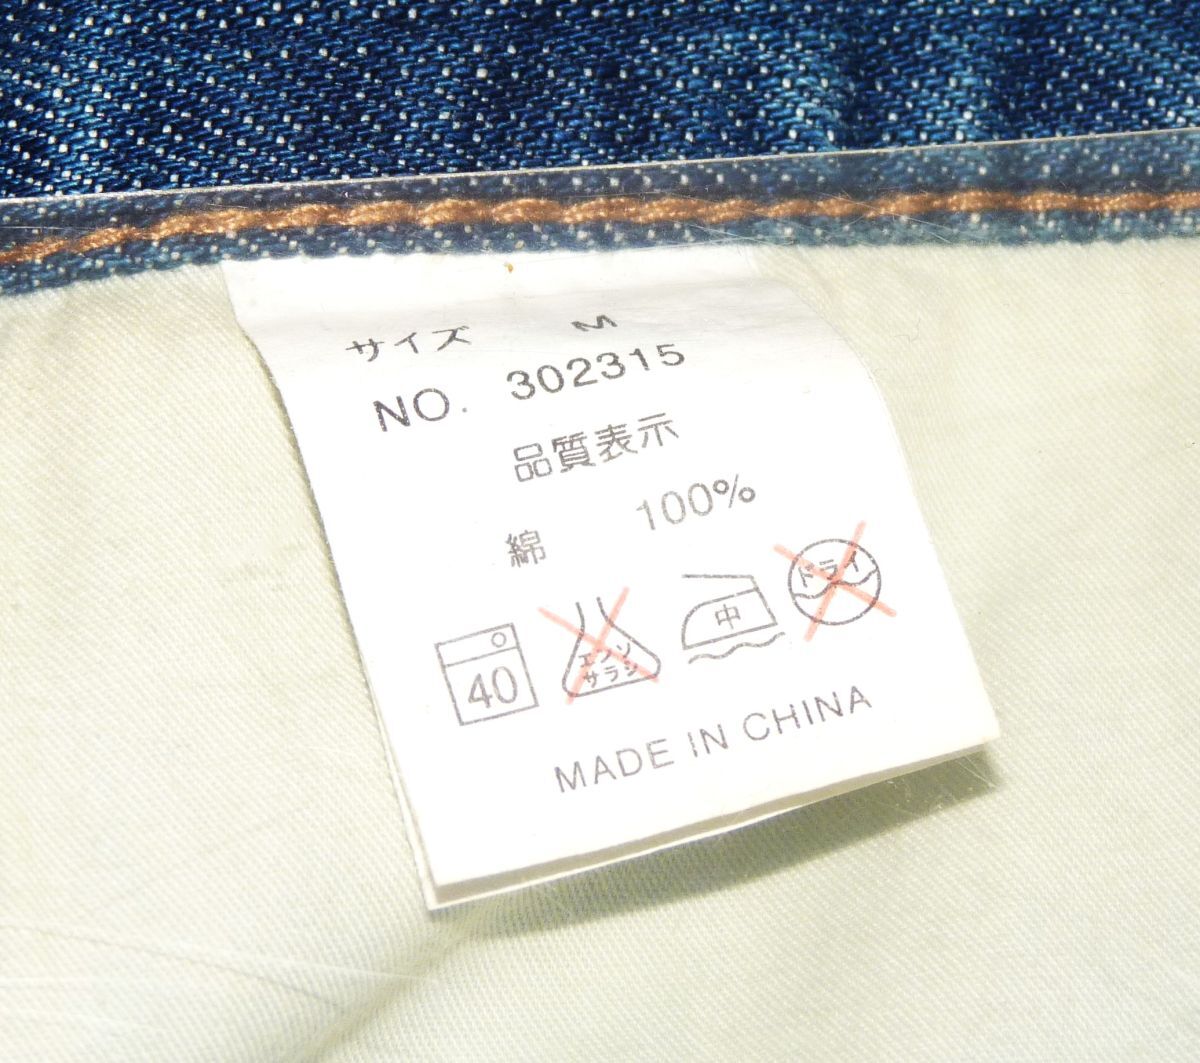 サイズ M
NO. 302315
品質表示
綿 100%
40
エンソ
サラシ
中
ドライ
MADE IN CHINA